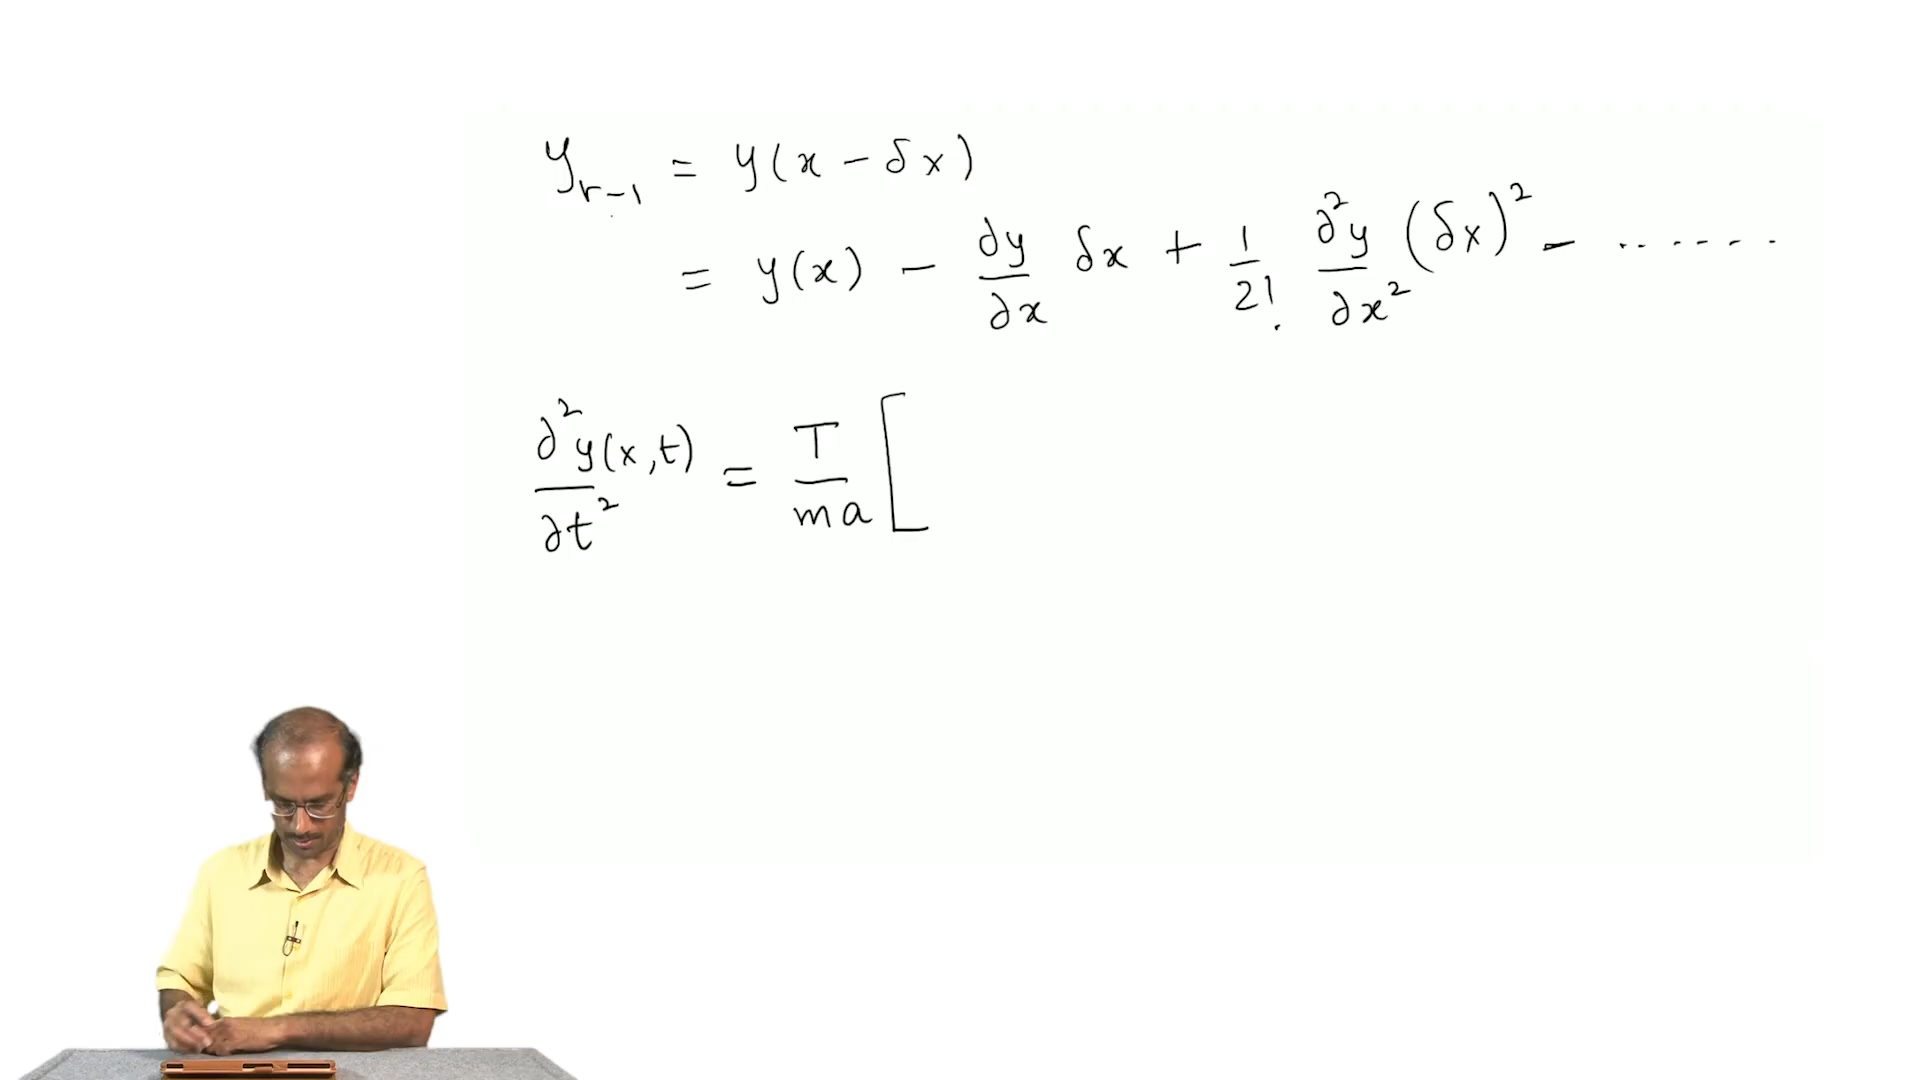 y_{r-1} = y(x - δx)
= y(x) - ∂y/∂x δx + 1/2! ∂²y/∂x² (δx)² - .......
∂²y(x,t)/∂t² = T/ma [